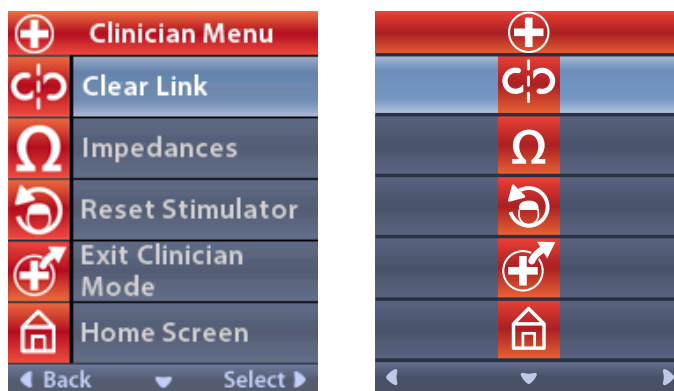 Clinician Menu
Clear Link
Impedances
Reset Stimulator
Exit Clinician
Mode
Home Screen
Back Select